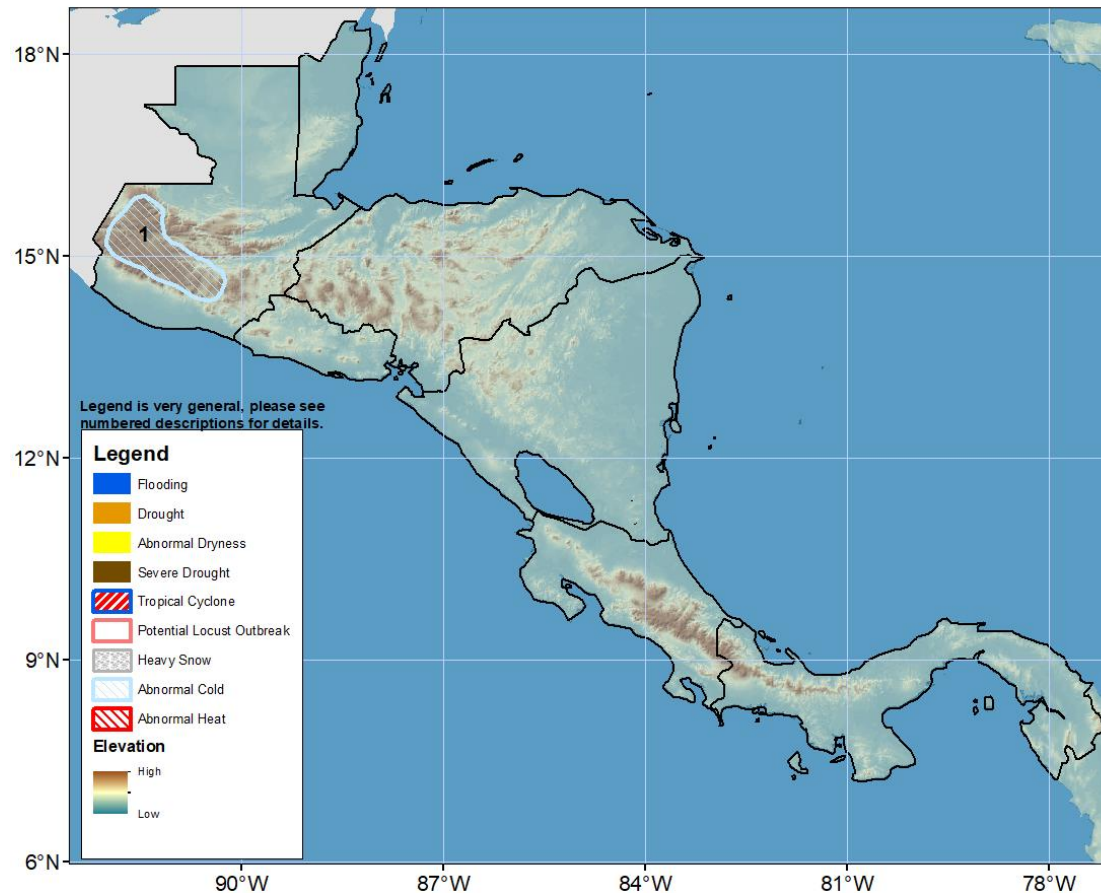 18°N
15°N
12°N
9°N
6°N
1
Legend is very general, please see
numbered descriptions for details.
Legend
Flooding
Drought
Abnormal Dryness
Severe Drought
Tropical Cyclone
Potential Locust Outbreak
Heavy Snow
Abnormal Cold
Abnormal Heat
Elevation
High
Low
90°W
87°W
84°W
81°W
78°W